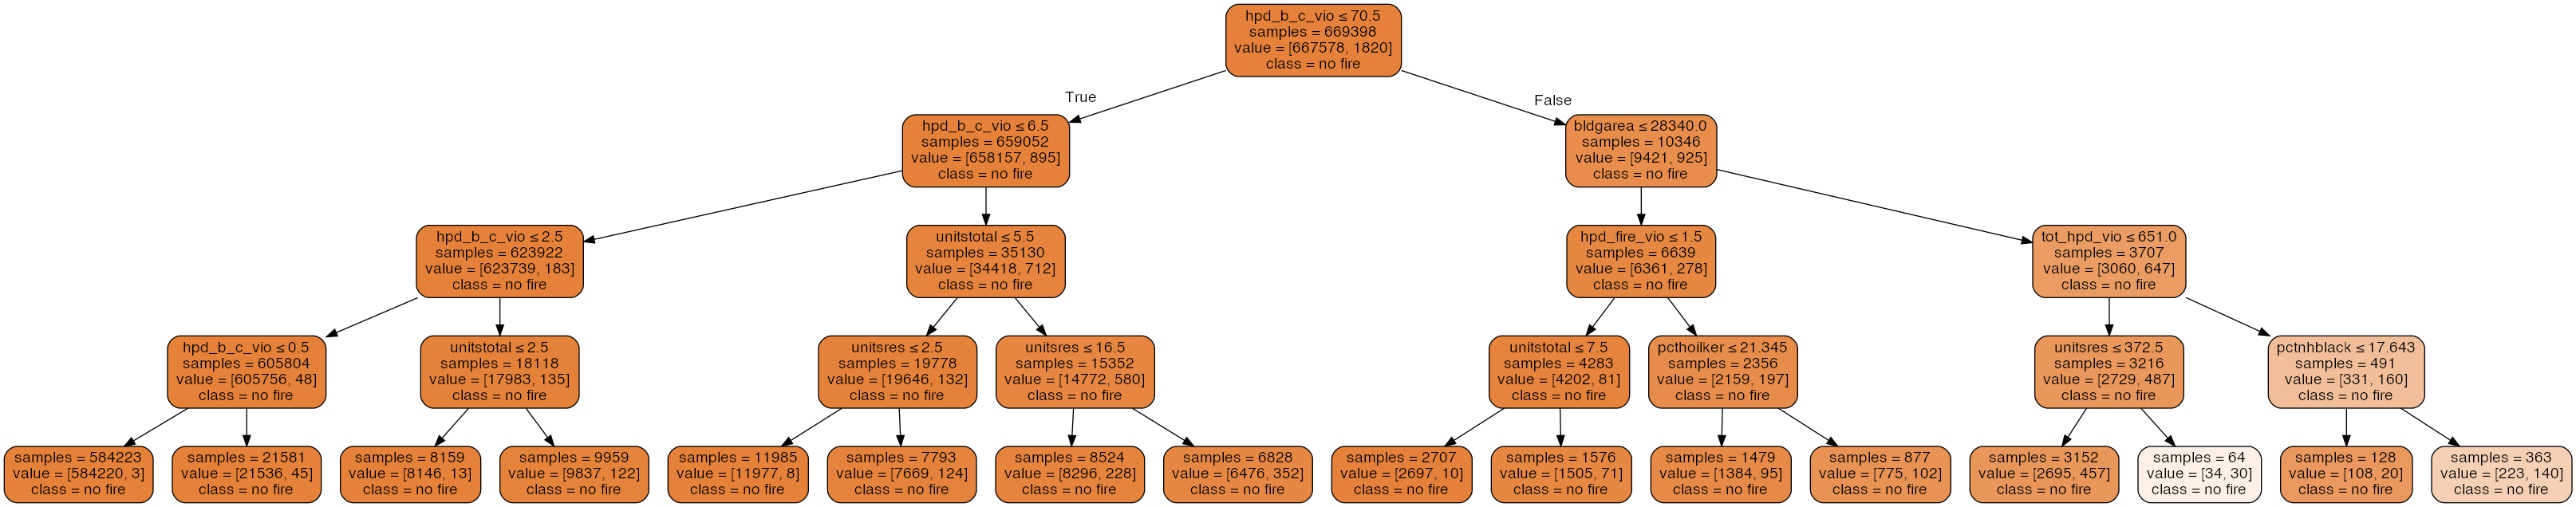 hpd_b_c_vio ≤ 70.5
samples = 669398
value = [667578, 1820]
class = no fire
True
False
hpd_b_c_vio ≤ 6.5
samples = 659052
value = [658157, 895]
class = no fire
bldgarea ≤ 28340.0
samples = 10346
value = [9421, 925]
class = no fire
hpd_b_c_vio ≤ 2.5
samples = 623922
value = [623739, 183]
class = no fire
unitstotal ≤ 5.5
samples = 35130
value = [34418, 712]
class = no fire
hpd_fire_vio ≤ 1.5
samples = 6639
value = [6361, 278]
class = no fire
tot_hpd_vio ≤ 651.0
samples = 3707
value = [3060, 647]
class = no fire
hpd_b_c_vio ≤ 0.5
samples = 605804
value = [605756, 48]
class = no fire
unitstotal ≤ 2.5
samples = 18118
value = [17983, 135]
class = no fire
unitsres ≤ 2.5
samples = 19778
value = [19646, 132]
class = no fire
unitsres ≤ 16.5
samples = 15352
value = [14772, 580]
class = no fire
unitstotal ≤ 7.5
samples = 4283
value = [4202, 81]
class = no fire
pcthoilker ≤ 21.345
samples = 2356
value = [2159, 197]
class = no fire
unitsres ≤ 372.5
samples = 3216
value = [2729, 487]
class = no fire
pctnhblack ≤ 17.643
samples = 491
value = [331, 160]
class = no fire
samples = 584223
value = [584220, 3]
class = no fire
samples = 21581
value = [21536, 45]
class = no fire
samples = 8159
value = [8146, 13]
class = no fire
samples = 9959
value = [9837, 122]
class = no fire
samples = 11985
value = [11977, 8]
class = no fire
samples = 7793
value = [7669, 124]
class = no fire
samples = 8524
value = [8296, 228]
class = no fire
samples = 6828
value = [6476, 352]
class = no fire
samples = 2707
value = [2697, 10]
class = no fire
samples = 1576
value = [1505, 71]
class = no fire
samples = 1479
value = [1384, 95]
class = no fire
samples = 877
value = [775, 102]
class = no fire
samples = 3152
value = [2695, 457]
class = no fire
samples = 64
value = [34, 30]
class = no fire
samples = 128
value = [108, 20]
class = no fire
samples = 363
value = [223, 140]
class = no fire